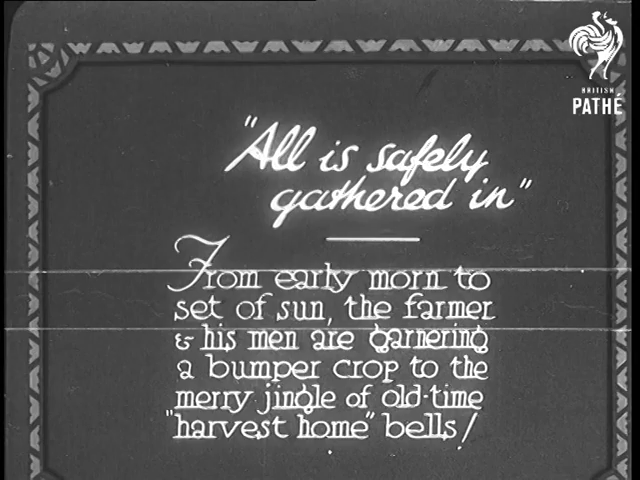 BRITISH
PATHÉ
"All is safely
gathered in"
From early morn to
set of sun, the farmer
& his men are garnering
a bumper crop to the
merry jingle of old-time
"harvest home" bells!